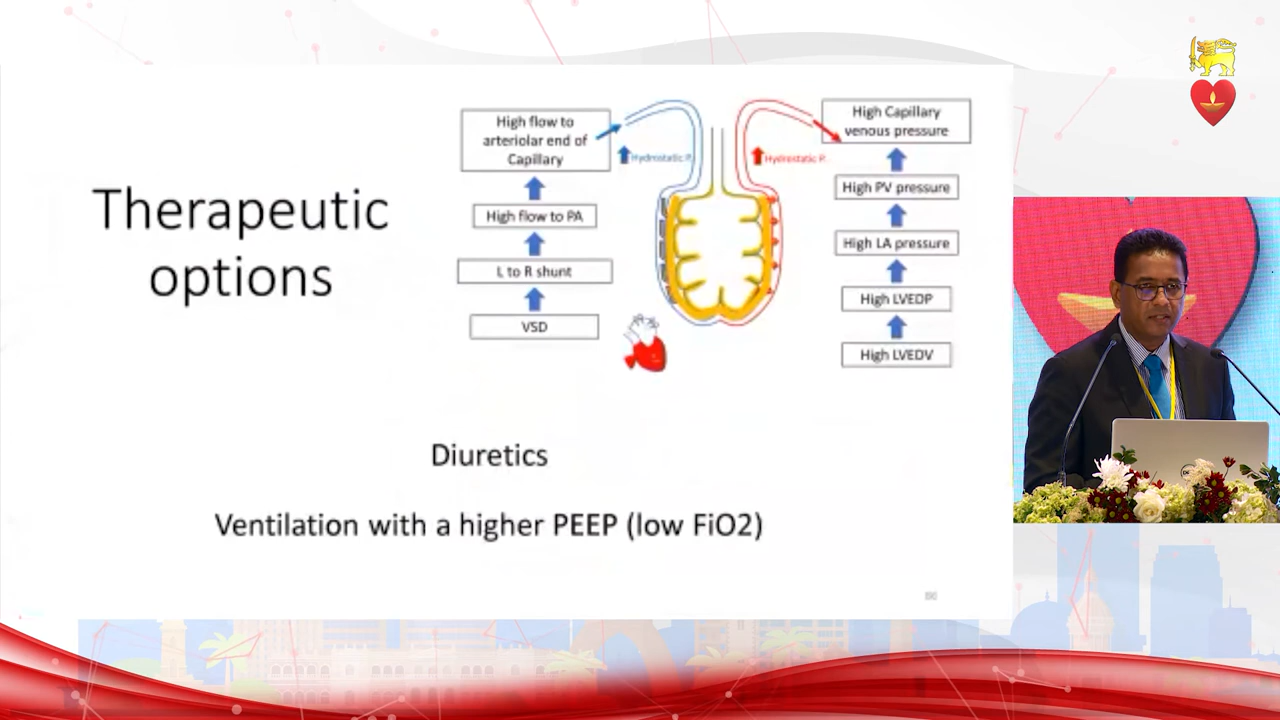 Therapeutic
options
High flow to
arteriolar end of
Capillary
High flow to PA
L to R shunt
VSD
Hydrostatic P.
Hydrostatic P.
High Capillary
venous pressure
High PV pressure
High LA pressure
High LVEDP
High LVEDV
Diuretics
Ventilation with a higher PEEP (low FiO2)